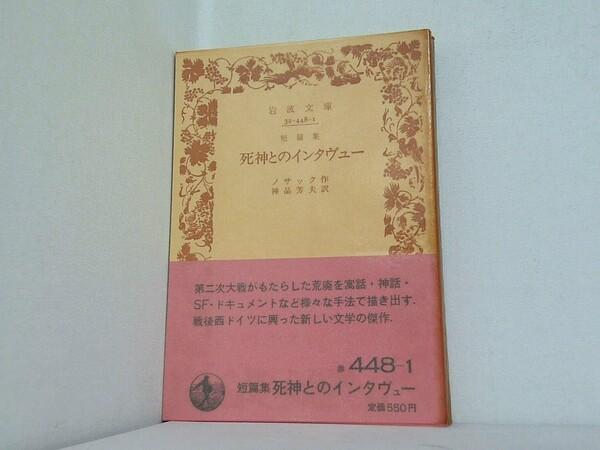 岩波文庫
32-448-1
短篇集
死神とのインタヴュー
ノサック作
神品芳夫訳
第二次大戦がもたらした荒廃を寓話・神話・
SF・ドキュメントなど様々な手法で描き出す.
戦後西ドイツに興った新しい文学の傑作.
赤 448-1
短篇集 死神とのインタヴュー
定価550円